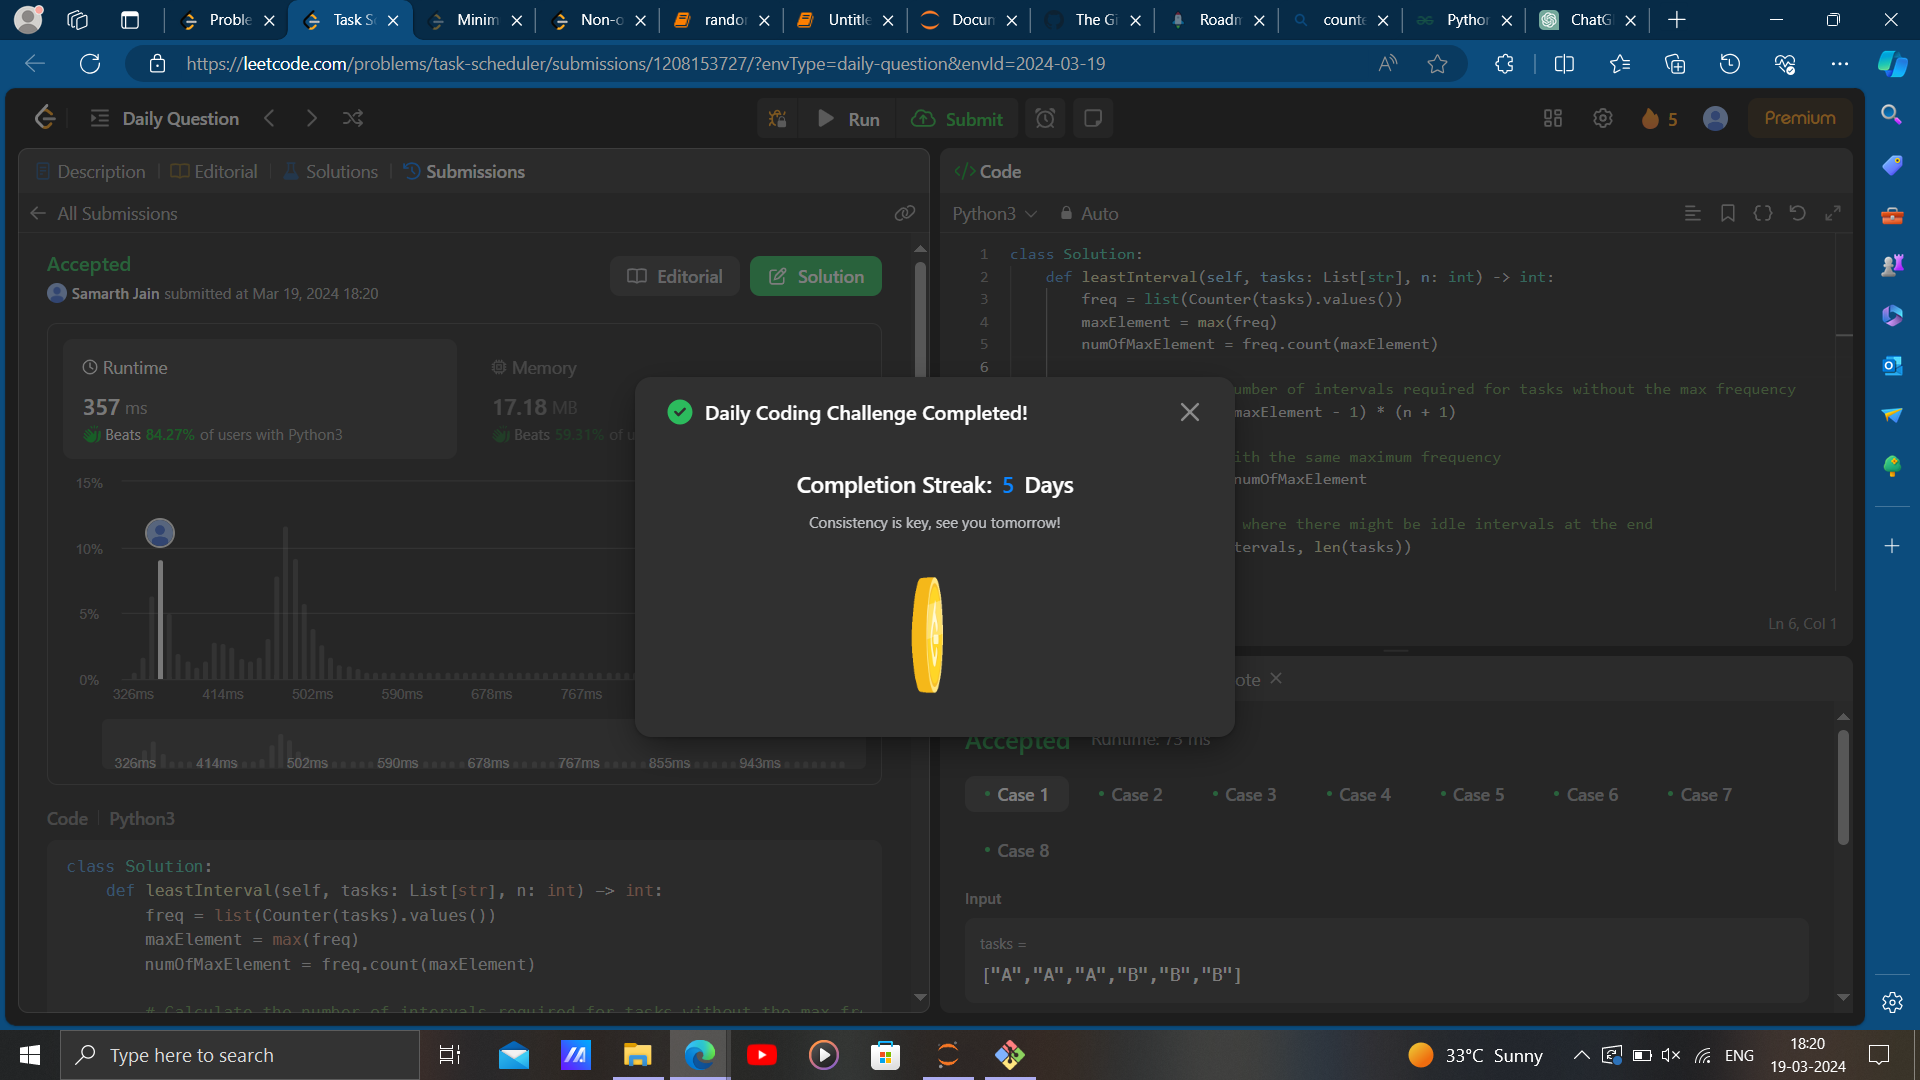 Proble
Task S
Minim
Non-o
rando
Untitle
Docun
The Gi
Roadm
counte
Python
ChatG
https://leetcode.com/problems/task-scheduler/submissions/1208153727/?envType=daily-question&envId=2024-03-19
Daily Question
Run
Submit
5
Premium
Description
Editorial
Solutions
Submissions
All Submissions
Accepted
Samarth Jain submitted at Mar 19, 2024 18:20
Editorial
Solution
Runtime
357 ms
Beats 84.27% of users with Python3
Memory
17.18 MB
Beats 59.31% of u
15%
10%
5%
0%
326ms 414ms 502ms 590ms 678ms 767ms
326ms 414ms 502ms 590ms 678ms 767ms 855ms 943ms
Code Python3
class Solution:
def leastInterval(self, tasks: List[str], n: int) -> int:
freq = list(Counter(tasks).values())
maxElement = max(freq)
numOfMaxElement = freq.count(maxElement)
# Calculate the number of intervals required for tasks without the max fr
Daily Coding Challenge Completed!
Completion Streak: 5 Days
Consistency is key, see you tomorrow!
</> Code
Python3
Auto
1 class Solution:
2 def leastInterval(self, tasks: List[str], n: int) -> int:
3 freq = list(Counter(tasks).values())
4 maxElement = max(freq)
5 numOfMaxElement = freq.count(maxElement)
6
umber of intervals required for tasks without the max frequency
maxElement - 1) * (n + 1)
ith the same maximum frequency
numOfMaxElement
where there might be idle intervals at the end
tervals, len(tasks))
Ln 6, Col 1
ote
Accepted Runtime: 73 ms
Case 1
Case 2
Case 3
Case 4
Case 5
Case 6
Case 7
Case 8
Input
tasks =
["A","A","A","B","B","B"]
Type here to search
33°C Sunny
ENG
18:20
19-03-2024